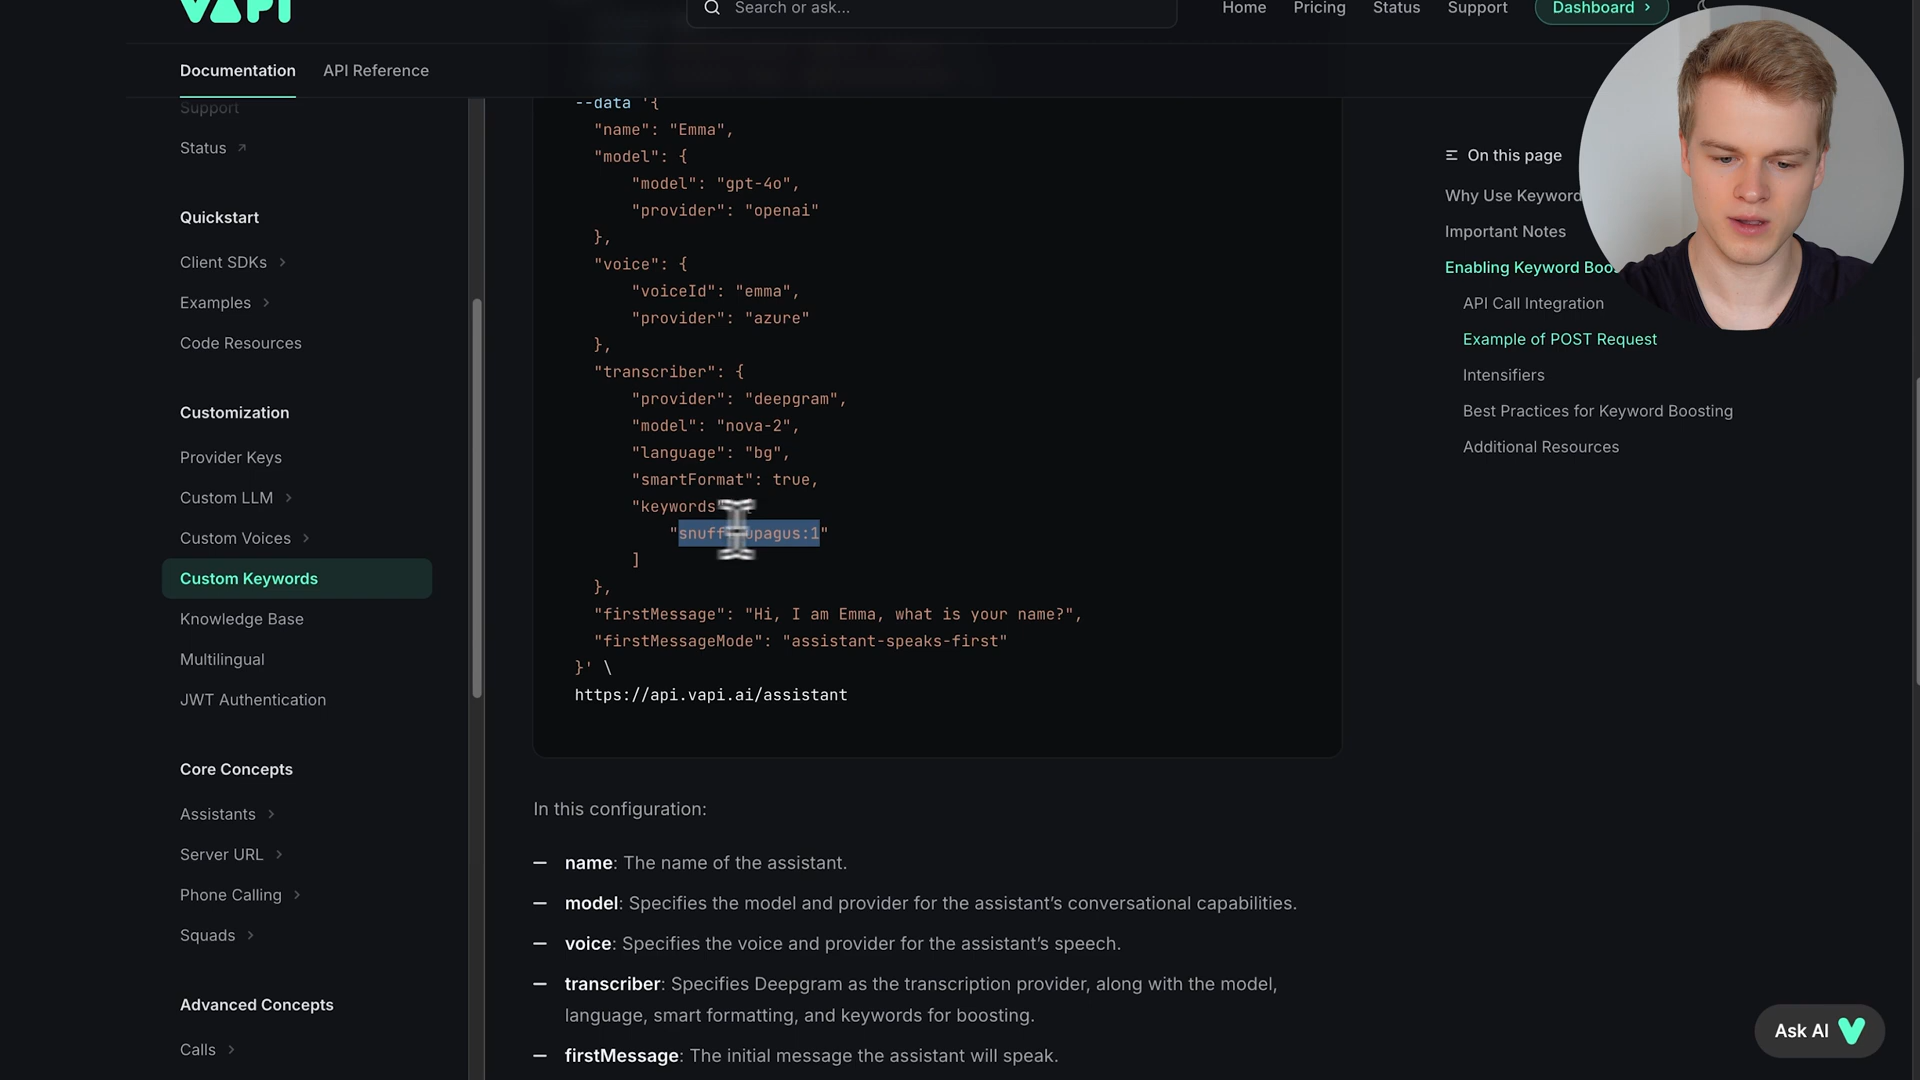 VAPI
Search or ask...
Home
Pricing
Status
Support
Dashboard
Documentation
API Reference
Support
Status
Quickstart
Client SDKs
Examples
Code Resources
Customization
Provider Keys
Custom LLM
Custom Voices
Custom Keywords
Knowledge Base
Multilingual
JWT Authentication
Core Concepts
Assistants
Server URL
Phone Calling
Squads
Advanced Concepts
Calls
--data '{
"name": "Emma",
"model": {
"model": "gpt-4o",
"provider": "openai"
},
"voice": {
"voiceId": "emma",
"provider": "azure"
},
"transcriber": {
"provider": "deepgram",
"model": "nova-2",
"language": "bg",
"smartFormat": true,
"keywords
]
},
"firstMessage": "Hi, I am Emma, what is your name?",
"firstMessageMode": "assistant-speaks-first"
}' \
https://api.vapi.ai/assistant
In this configuration:
— name: The name of the assistant.
— model: Specifies the model and provider for the assistant’s conversational capabilities.
— voice: Specifies the voice and provider for the assistant’s speech.
— transcriber: Specifies Deepgram as the transcription provider, along with the model,
language, smart formatting, and keywords for boosting.
— firstMessage: The initial message the assistant will speak.
On this page
Why Use Keyword
Important Notes
Enabling Keyword Boos
API Call Integration
Example of POST Request
Intensifiers
Best Practices for Keyword Boosting
Additional Resources
Ask AI